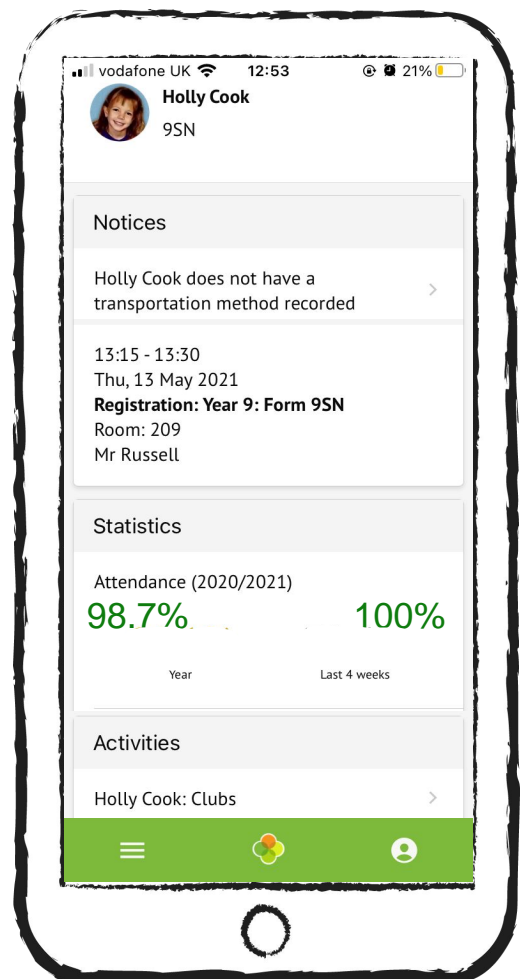 vodafone UK 12:53 21%
Holly Cook
9SN
Notices
Holly Cook does not have a
transportation method recorded
13:15 - 13:30
Thu, 13 May 2021
Registration: Year 9: Form 9SN
Room: 209
Mr Russell
Statistics
Attendance (2020/2021)
98.7% 100%
Year Last 4 weeks
Activities
Holly Cook: Clubs